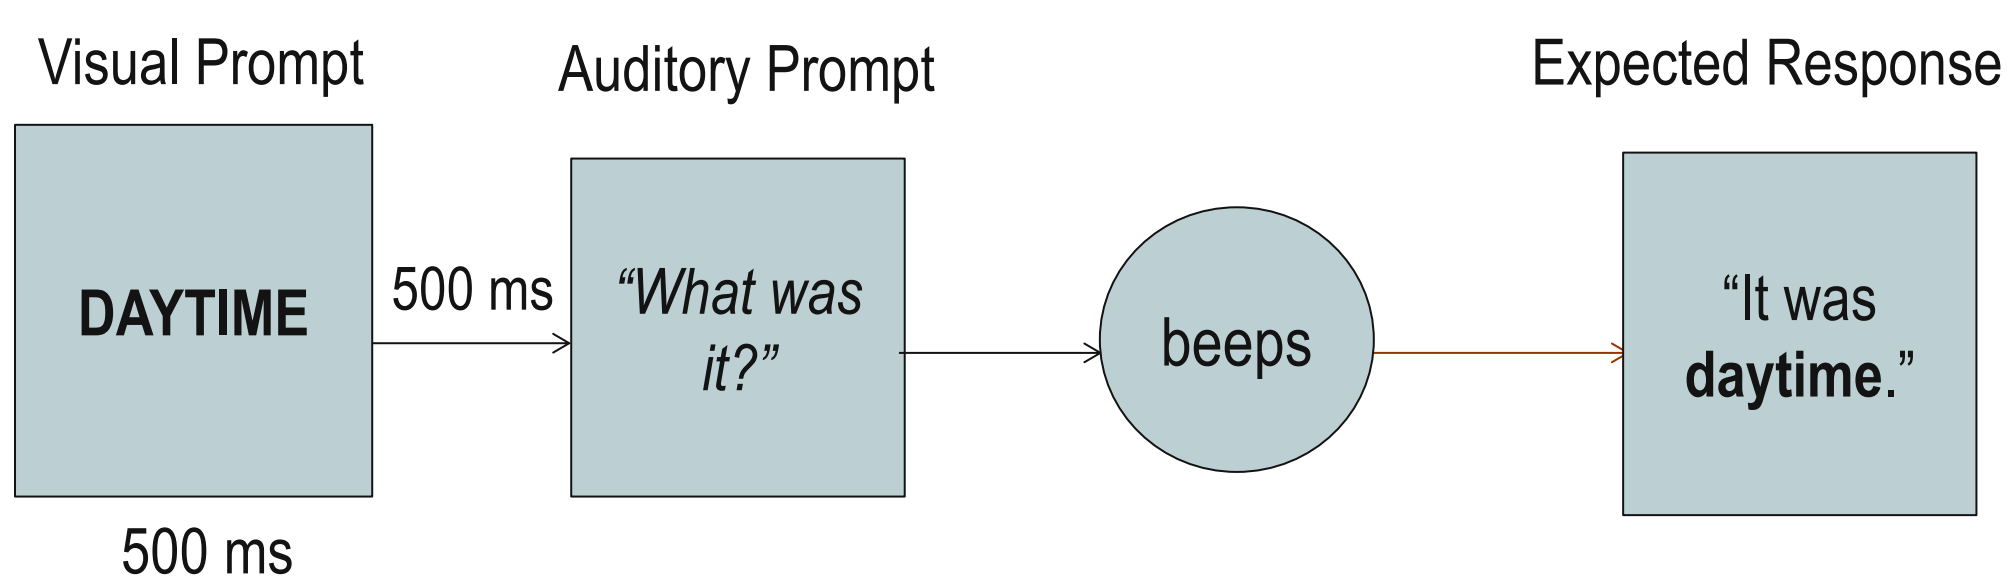 Visual Prompt
DAYTIME
500 ms
500 ms
Auditory Prompt
“What was
it?”
beeps
Expected Response
“It was
daytime.”